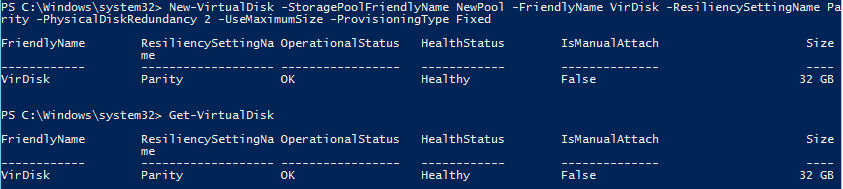 PS C:\Windows\system32> New-VirtualDisk -StoragePoolFriendlyName NewPool -FriendlyName VirDisk -ResiliencySettingName Pa
rity -PhysicalDiskRedundancy 2 -UseMaximumSize -ProvisioningType Fixed
FriendlyName ResiliencySettingNa OperationalStatus HealthStatus IsManualAttach Size
me
------------ ------------------- ----------------- ------------ -------------- ----
VirDisk Parity OK Healthy False 32 GB
PS C:\Windows\system32> Get-VirtualDisk
FriendlyName ResiliencySettingNa OperationalStatus HealthStatus IsManualAttach Size
me
------------ ------------------- ----------------- ------------ -------------- ----
VirDisk Parity OK Healthy False 32 GB